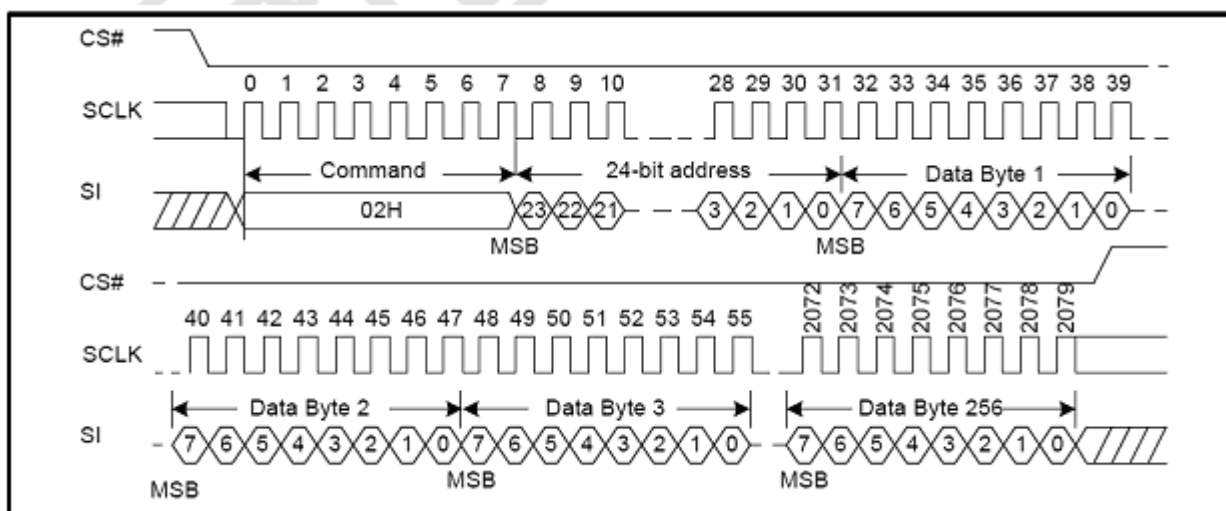 CS#
0 1 2 3 4 5 6 7 8 9 10 28 29 30 31 32 33 34 35 36 37 38 39
SCLK
Command 24-bit address Data Byte 1
SI
02H 23 22 21 3 2 1 0 7 6 5 4 3 2 1 0
MSB MSB
CS#
40 41 42 43 44 45 46 47 48 49 50 51 52 53 54 55 2072 2073 2074 2075 2076 2077 2078 2079
SCLK
Data Byte 2 Data Byte 3 Data Byte 256
SI
7 6 5 4 3 2 1 0 7 6 5 4 3 2 1 0 7 6 5 4 3 2 1 0
MSB MSB MSB